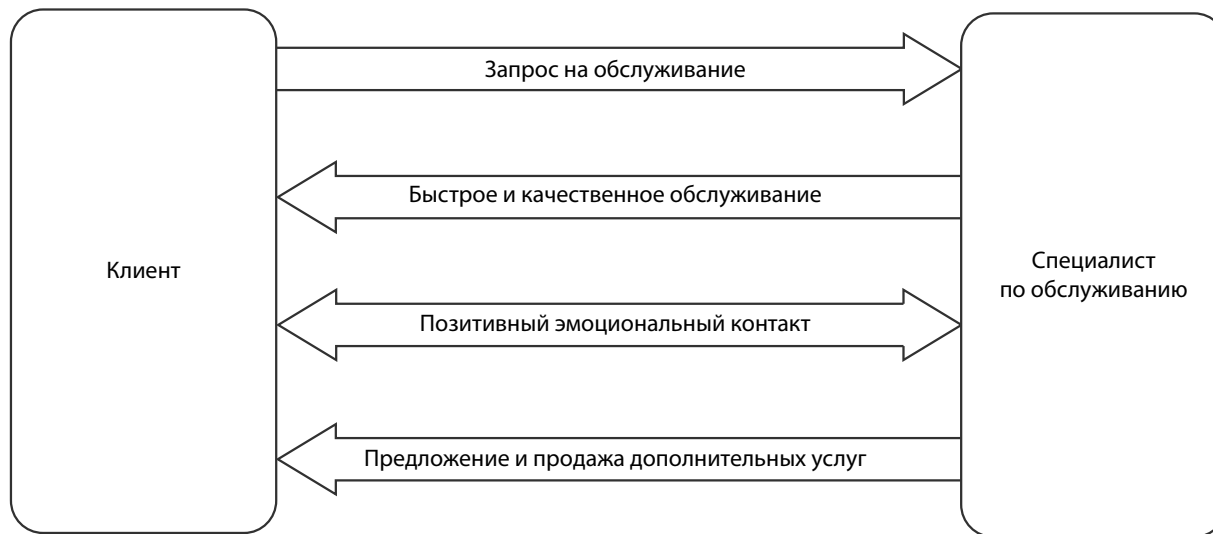 Запрос на обслуживание
Быстрое и качественное обслуживание
Клиент
Специалист
по обслуживанию
Позитивный эмоциональный контакт
Предложение и продажа дополнительных услуг